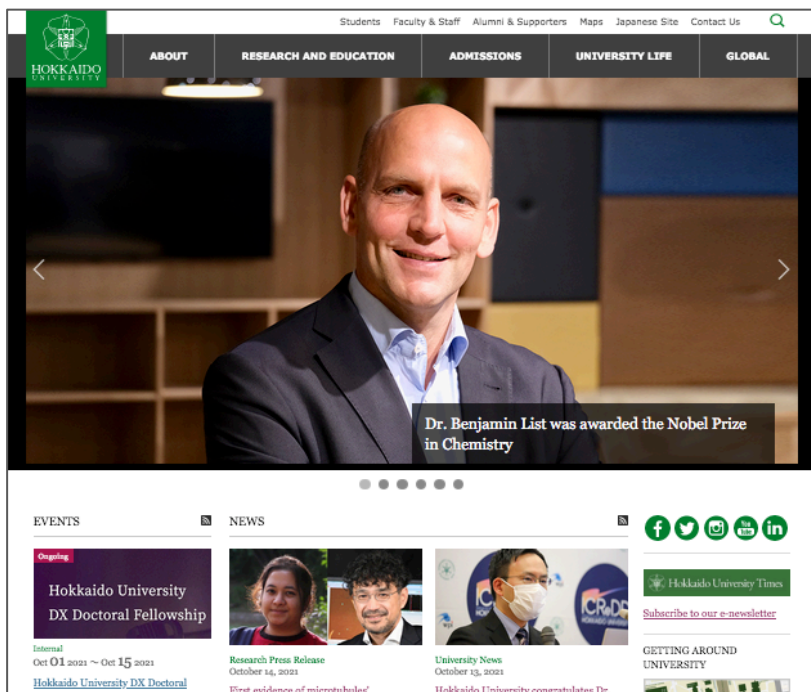 Students Faculty & Staff Alumni & Supporters Maps Japanese Site Contact Us
HOKKAIDO
UNIVERSITY
ABOUT RESEARCH AND EDUCATION ADMISSIONS UNIVERSITY LIFE GLOBAL
Dr. Benjamin List was awarded the Nobel Prize
in Chemistry
EVENTS
Ongoing
Hokkaido University
DX Doctoral Fellowship
Internal
Oct 01 2021 ~ Oct 15 2021
Hokkaido University DX Doctoral
NEWS
Research Press Release
October 14, 2021
First evidence of microtubules'
ICReDD
University News
October 13, 2021
Hokkaido University congratulates Dr.
You
Tube
in
Hokkaido University Times
Subscribe to our e-newsletter
GETTING AROUND
UNIVERSITY